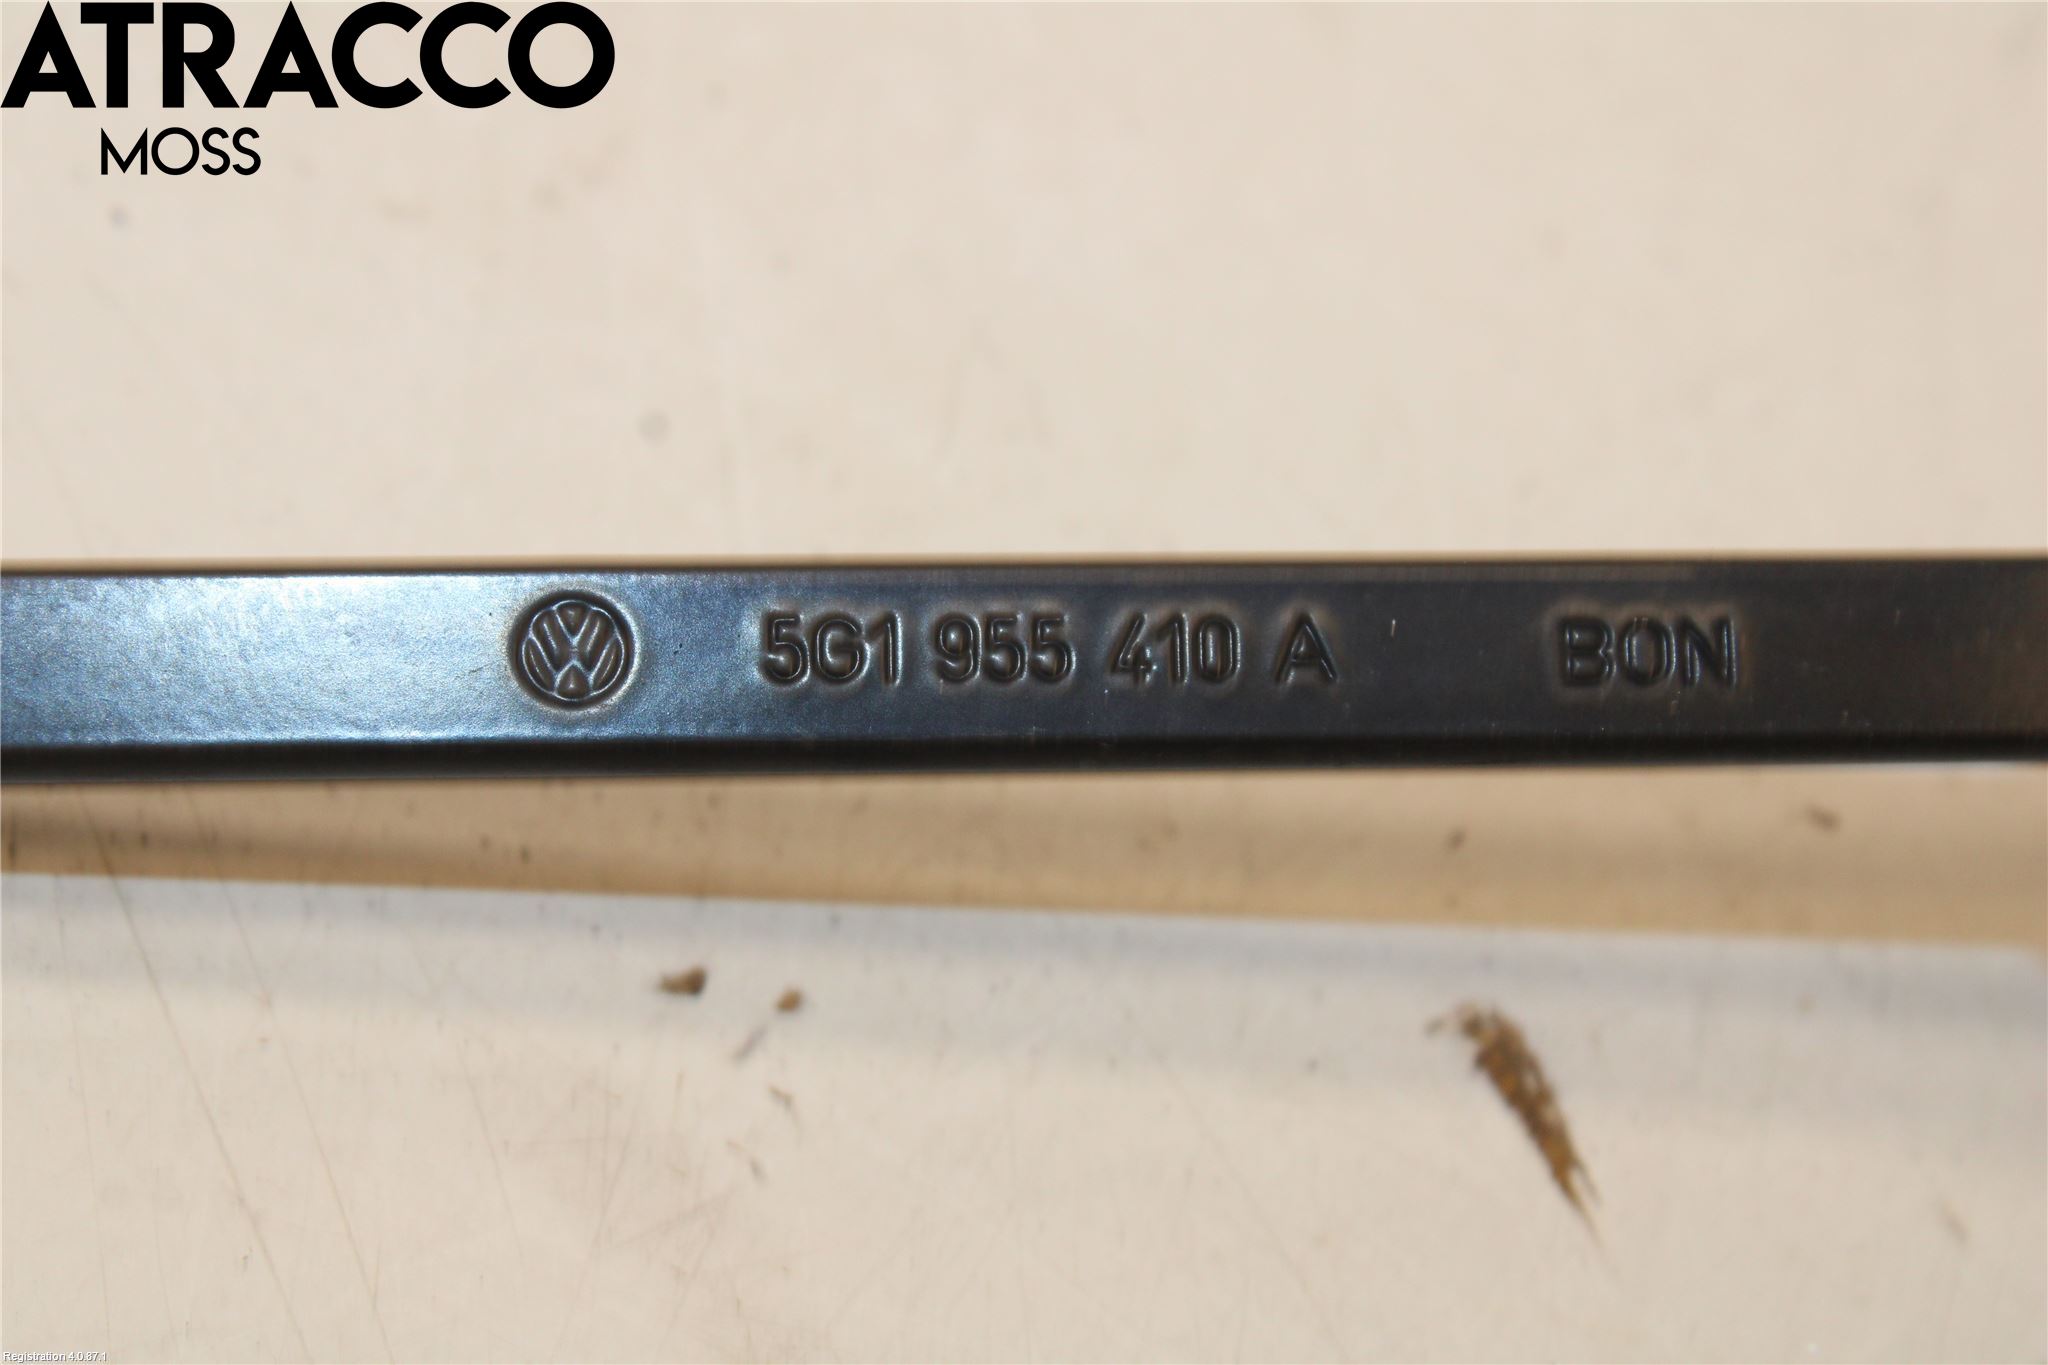 ATRACCO
MOSS
5G1 955 410 A BON
Registration 4.0.87.1